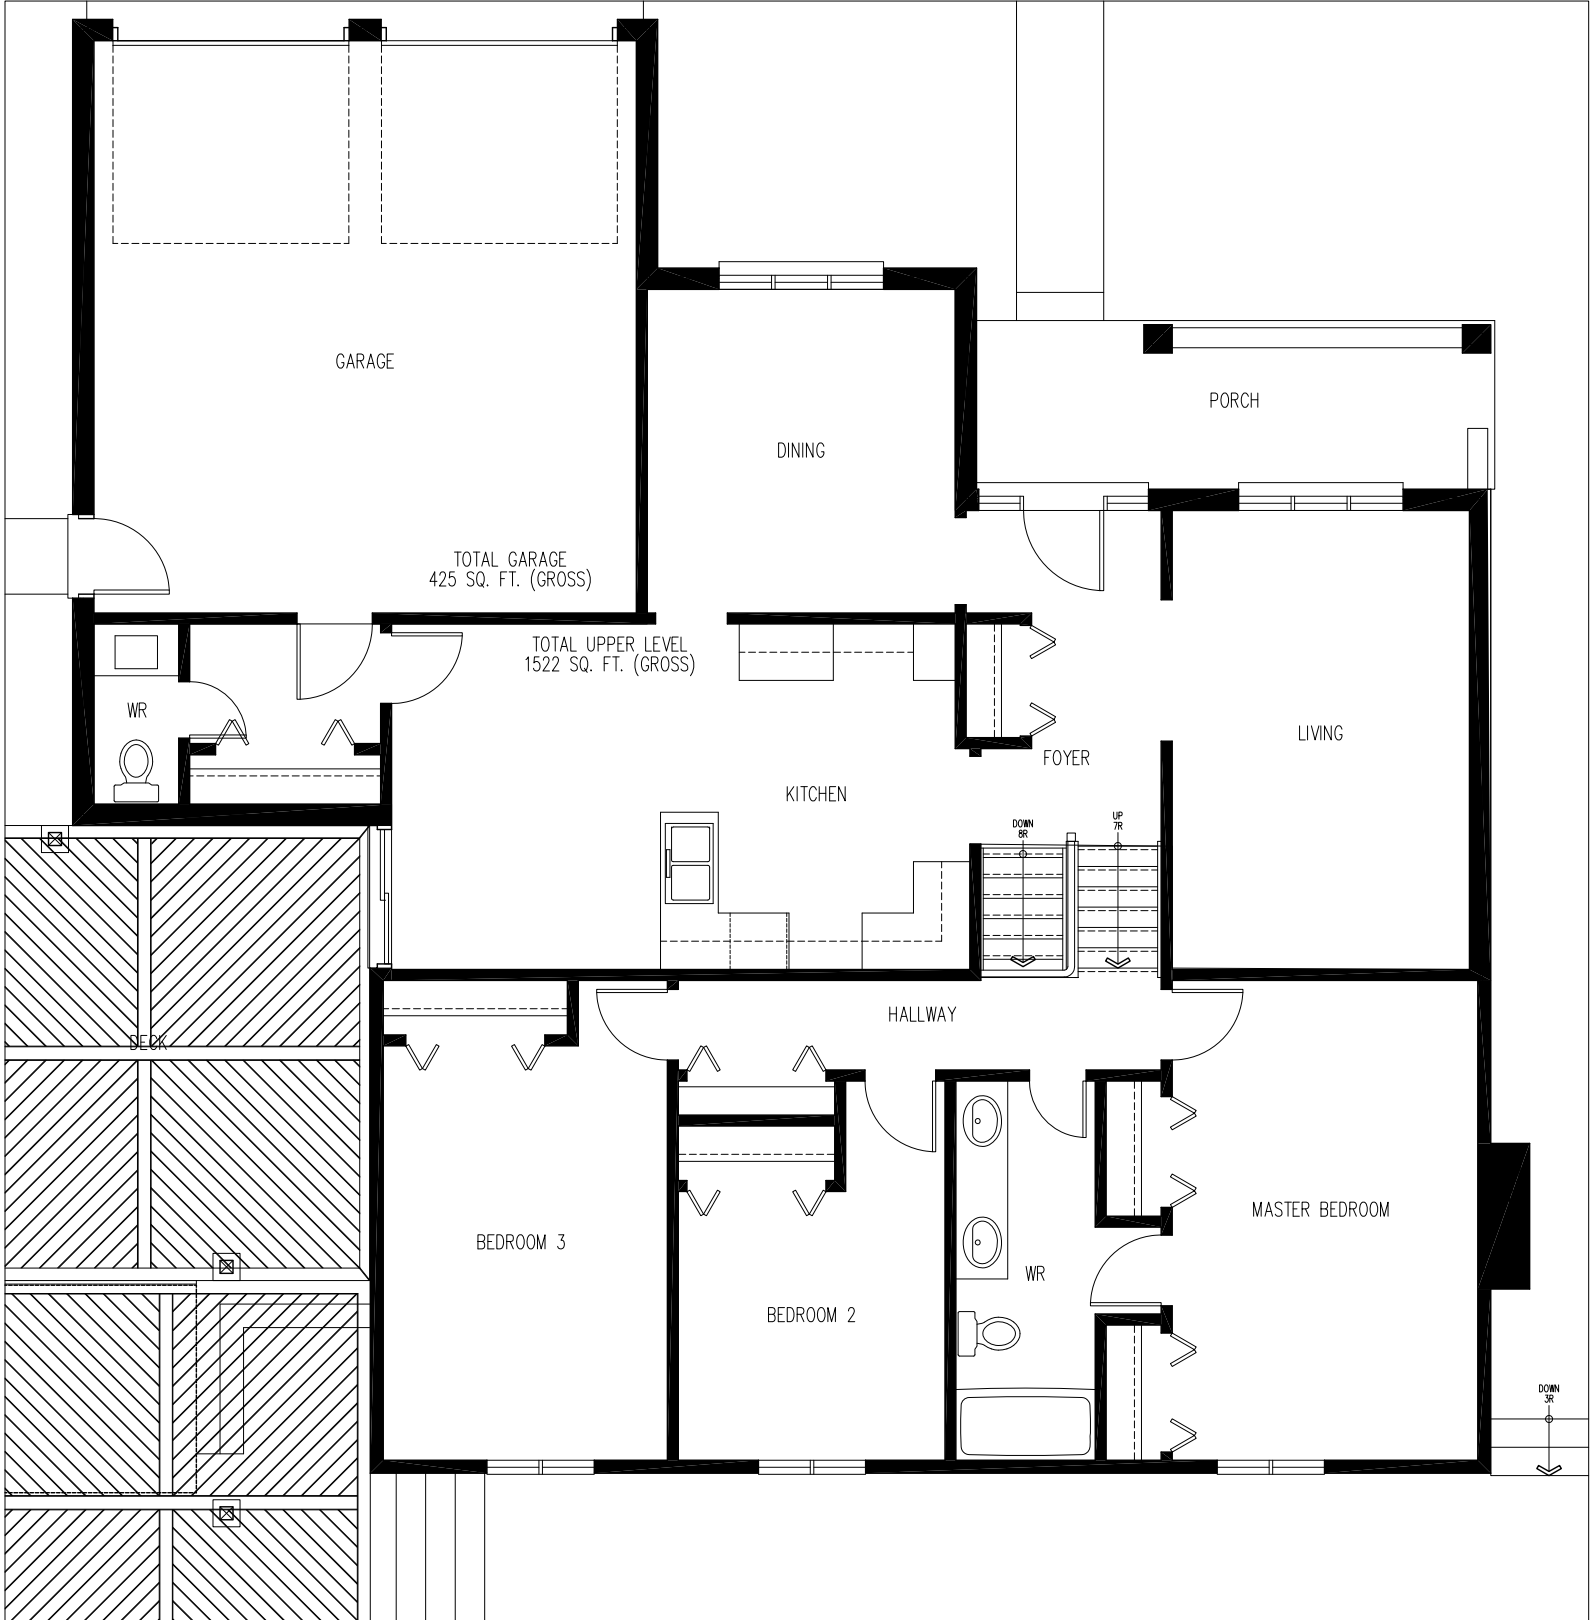 GARAGE
PORCH
DINING
TOTAL GARAGE
425 SQ. FT. (GROSS)
TOTAL UPPER LEVEL
1522 SQ. FT. (GROSS)
WR
LIVING
FOYER
KITCHEN
DOWN
8R
UP
7R
HALLWAY
DECK
MASTER BEDROOM
BEDROOM 3
WR
BEDROOM 2
DOWN
3R